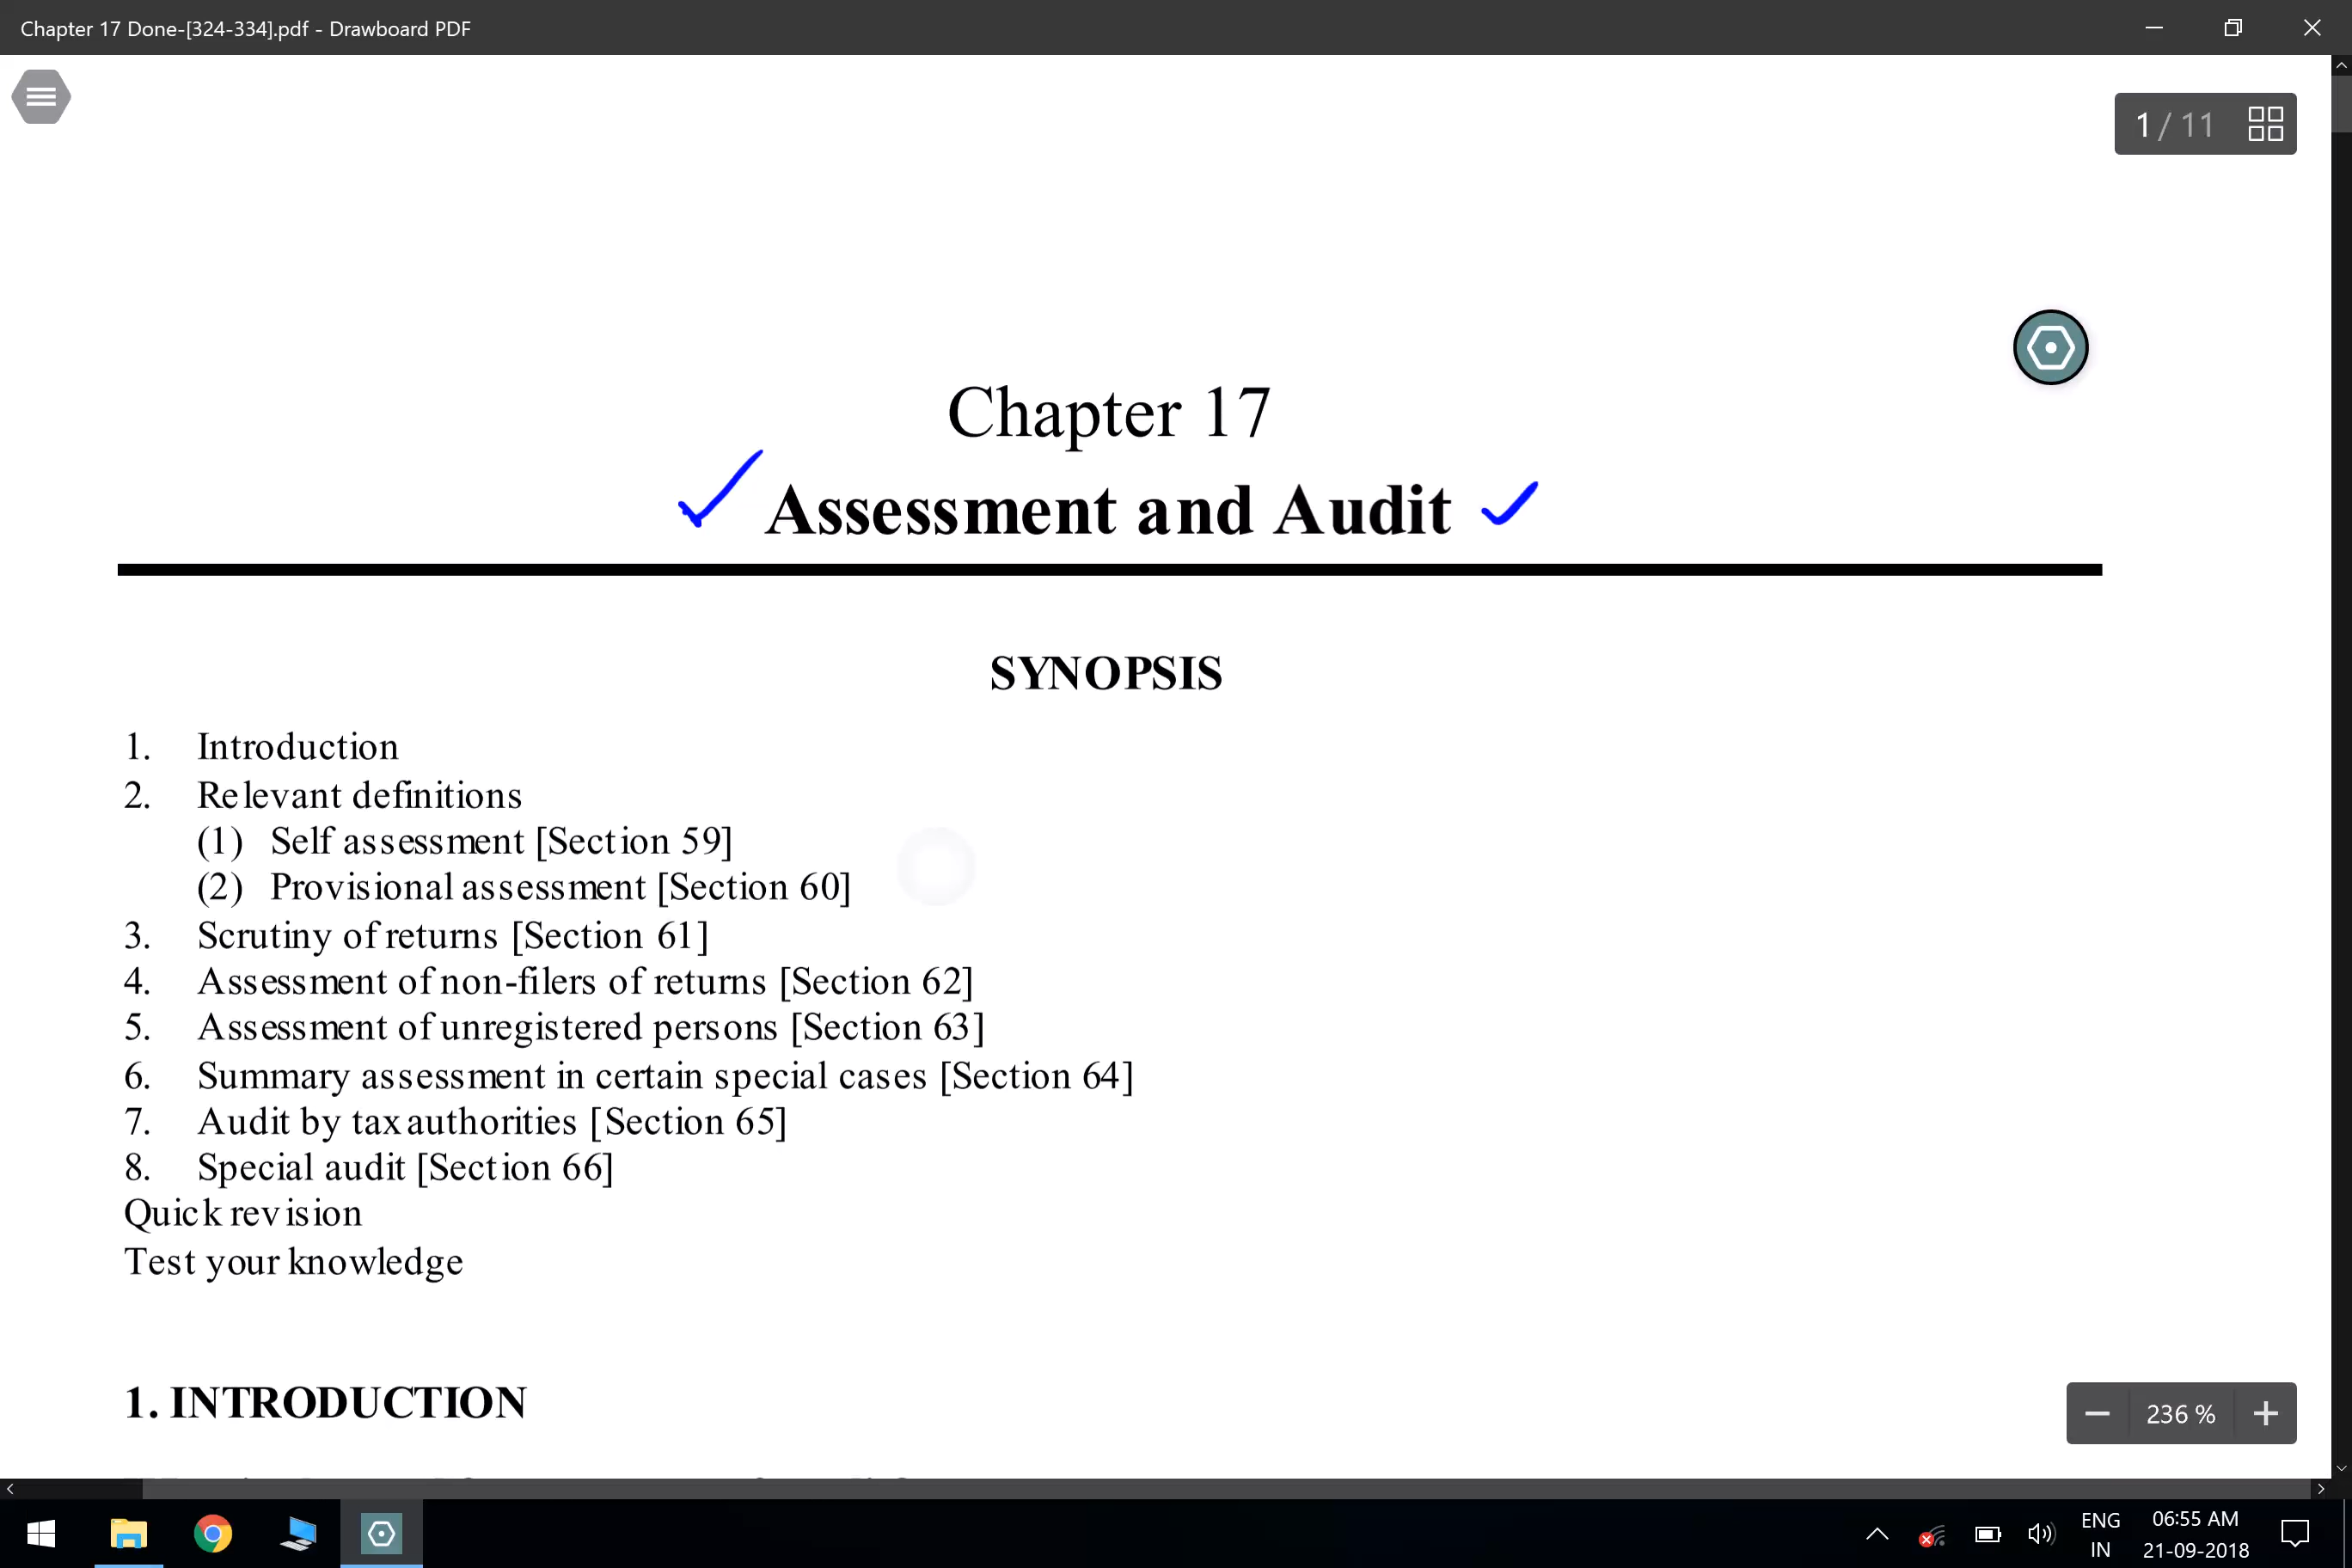 Chapter 17 Done-[324-334].pdf - Drawboard PDF
1 / 11
Chapter 17
Assessment and Audit
SYNOPSIS
1. Introduction
2. Relevant definitions
(1) Self assessment [Section 59]
(2) Provisional assessment [Section 60]
3. Scrutiny of returns [Section 61]
4. Assessment of non-filers of returns [Section 62]
5. Assessment of unregistered persons [Section 63]
6. Summary assessment in certain special cases [Section 64]
7. Audit by tax authorities [Section 65]
8. Special audit [Section 66]
Quick revision
Test your knowledge
1. INTRODUCTION
236 %
ENG 06:55 AM
IN 21-09-2018